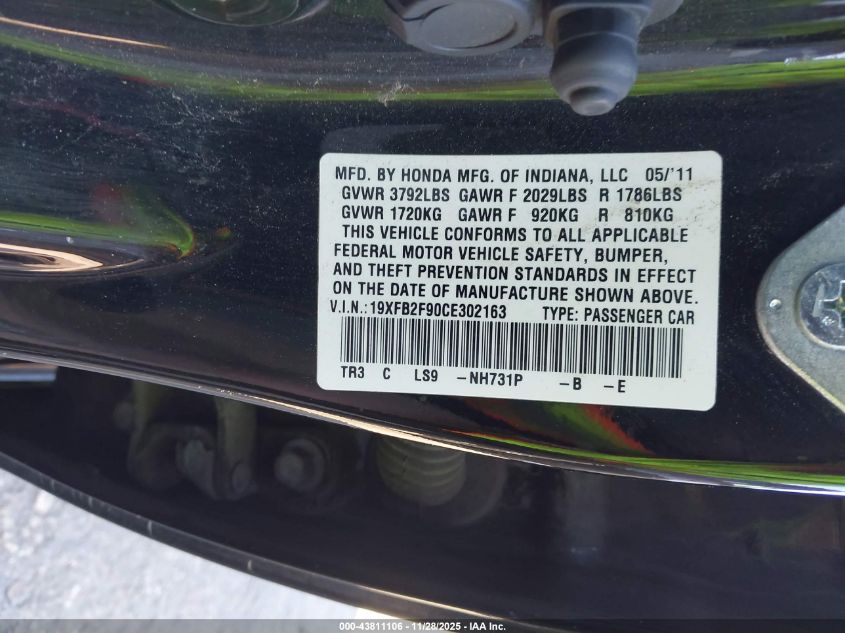 MFD. BY HONDA MFG. OF INDIANA, LLC 05/'11
GVWR 3792LBS GAWR F 2029LBS R 1786LBS
GVWR 1720KG GAWR F 920KG R 810KG
THIS VEHICLE CONFORMS TO ALL APPLICABLE
FEDERAL MOTOR VEHICLE SAFETY, BUMPER,
AND THEFT PREVENTION STANDARDS IN EFFECT
ON THE DATE OF MANUFACTURE SHOWN ABOVE.
V.I.N.:19XFB2F90CE302163 TYPE: PASSENGER CAR
TR3 C LS9 -NH731P -B -E
000-43811106 - 11/28/2025 - IAA Inc.